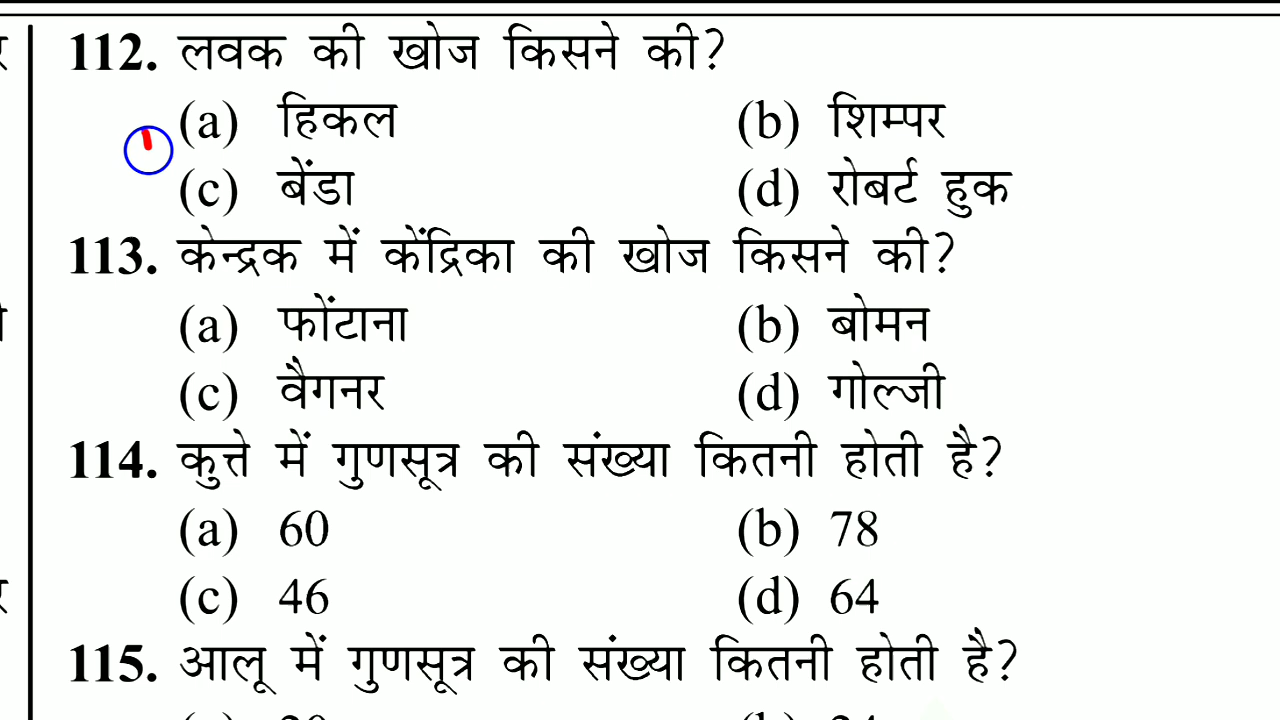 112. लवक की खोज किसने की?
(a) हिकल (b) शिम्पर
(c) बेंडा (d) रोबर्ट हुक
113. केन्द्रक में केंद्रिका की खोज किसने की?
(a) फोंटाना (b) बोमन
(c) वैगनर (d) गोल्जी
114. कुत्ते में गुणसूत्र की संख्या कितनी होती है?
(a) 60 (b) 78
(c) 46 (d) 64
115. आलू में गुणसूत्र की संख्या कितनी होती है?